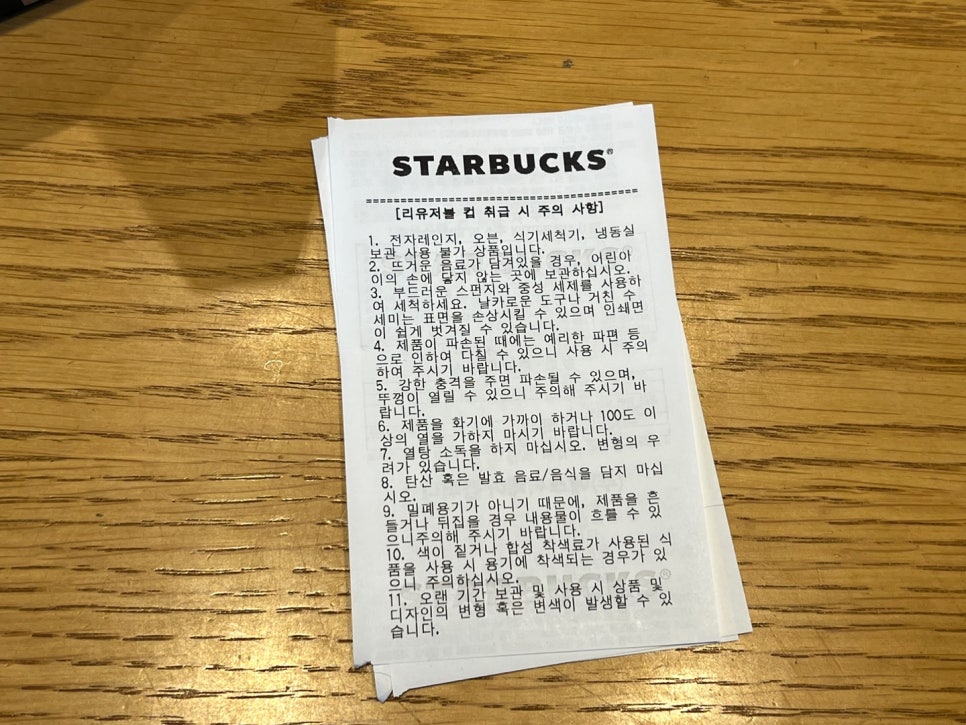 STARBUCKS®
[리유저블 컵 취급 시 주의 사항]
1. 전자레인지, 오븐, 식기세척기, 냉동실
보관 사용 불가 상품입니다.
2. 뜨거운 음료가 담겨있을 경우, 어린아
이의 손에 닿지 않는 곳에 보관하십시오.
3. 부드러운 스펀지와 중성 세제를 사용하
여 세척하세요. 날카로운 도구나 거친 수
세미는 표면을 손상시킬 수 있으며 인쇄면
이 쉽게 벗겨질 수 있습니다.
4. 제품이 파손된 때에는 예리한 파편 등
으로 인하여 다칠 수 있으니 사용 시 주의
하여 주시기 바랍니다.
5. 강한 충격을 주면 파손될 수 있으며,
뚜껑이 열릴 수 있으니 주의해 주시기 바
랍니다.
6. 제품을 화기에 가까이 하거나 100도 이
상의 열을 가하지 마시기 바랍니다.
7. 열탕 소독을 하지 마십시오. 변형의 우
려가 있습니다.
8. 탄산 혹은 발효 음료/음식을 담지 마십
시오.
9. 밀폐용기가 아니기 때문에, 제품을 흔
들거나 뒤집을 경우 내용물이 흐를 수 있
으니주의해 주시기 바랍니다.
10. 색이 짙거나 합성 착색료가 사용된 식
품을 사용 시 용기에 착색되는 경우가 있
으니 주의하십시오.
11. 오랜 기간 보관 및 사용 시 상품 및
디자인의 변형 혹은 변색이 발생할 수 있
습니다.